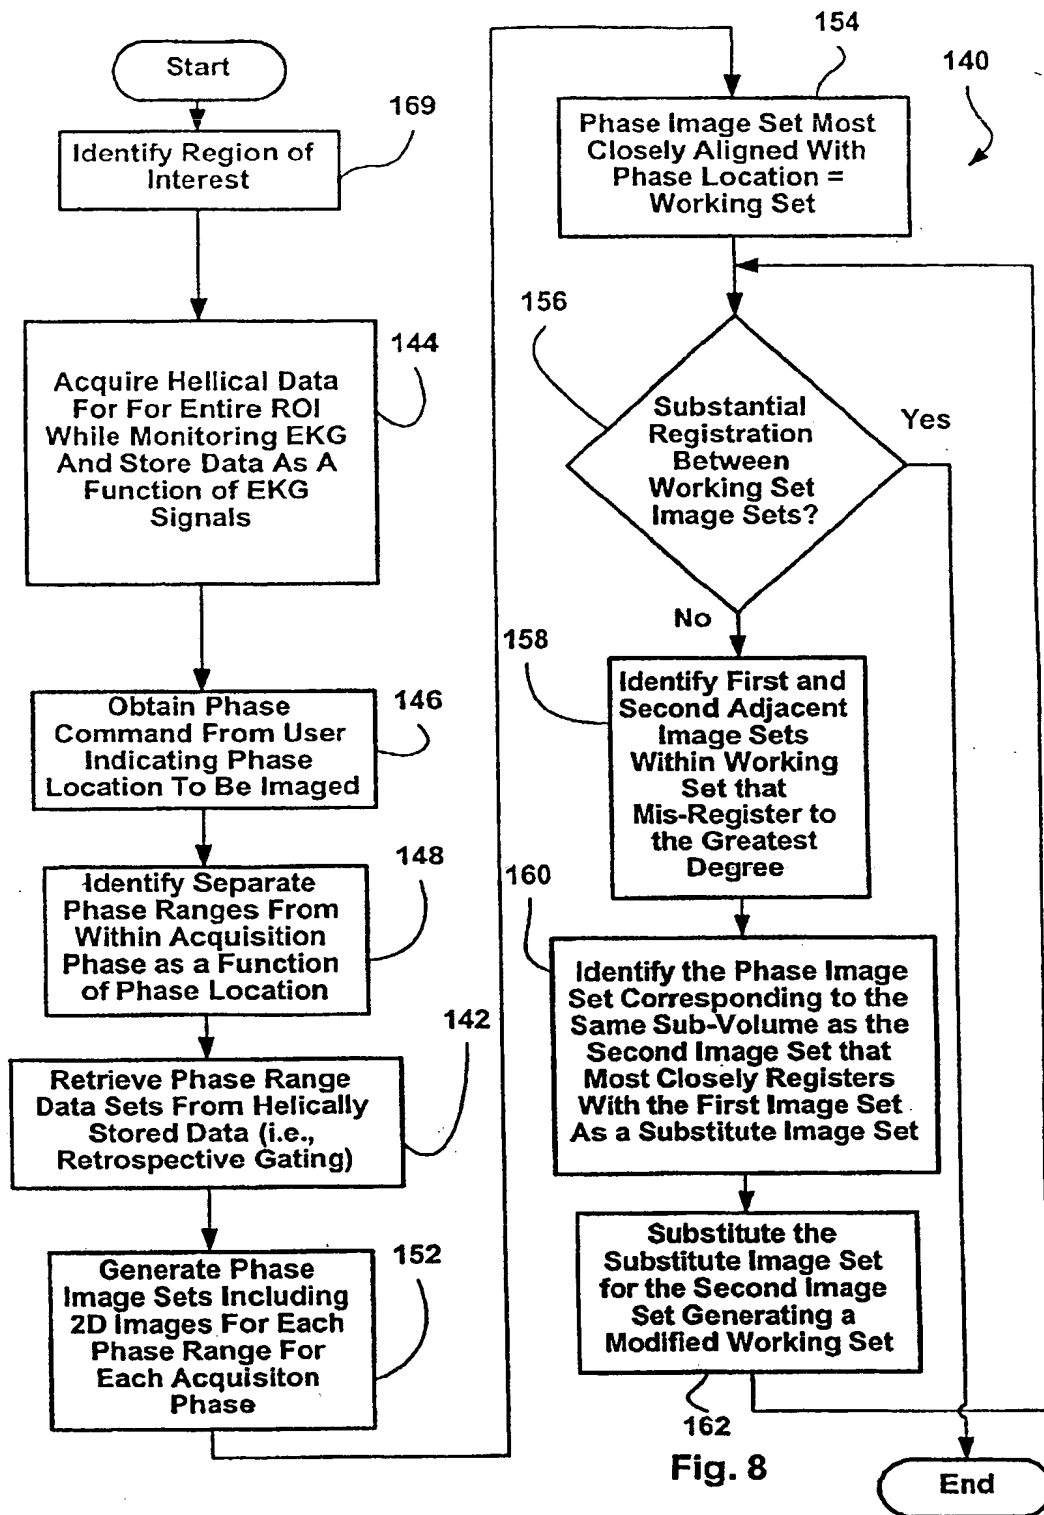 Start
169
Identify Region of
Interest
144
Acquire Hellical Data
For For Entire ROI
While Monitoring EKG
And Store Data As A
Function of EKG
Signals
146
Obtain Phase
Command From User
Indicating Phase
Location To Be Imaged
148
Identify Separate
Phase Ranges From
Within Acquisition
Phase as a Function
of Phase Location
142
Retrieve Phase Range
Data Sets From Helically
Stored Data (i.e.,
Retrospective Gating)
152
Generate Phase
Image Sets Including
2D Images For Each
Phase Range For
Each Acquisiton
Phase
154
140
Phase Image Set Most
Closely Aligned With
Phase Location =
Working Set
156
Substantial
Registration
Between
Working Set
Image Sets?
Yes
No
158
Identify First and
Second Adjacent
Image Sets
Within Working
Set that
Mis-Register to
the Greatest
Degree
160
Identify the Phase Image
Set Corresponding to the
Same Sub-Volume as the
Second Image Set that
Most Closely Registers
With the First Image Set
As a Substitute Image Set
Substitute the
Substitute Image Set
for the Second Image
Set Generating a
Modified Working Set
162
Fig. 8
End